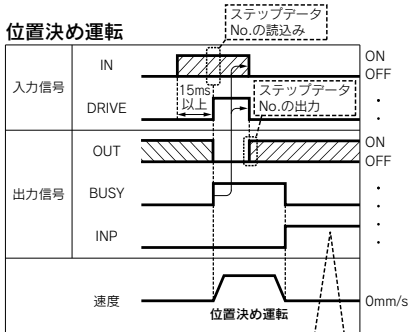 位置決め運転
ステップデータ
No.の読込み
入力信号
IN
ON
OFF
15ms
以上
ステップデータ
No.の出力
DRIVE
・
・
・
出力信号
OUT
ON
OFF
BUSY
・
・
・
・
INP
速度
位置決め運転
0mm/s